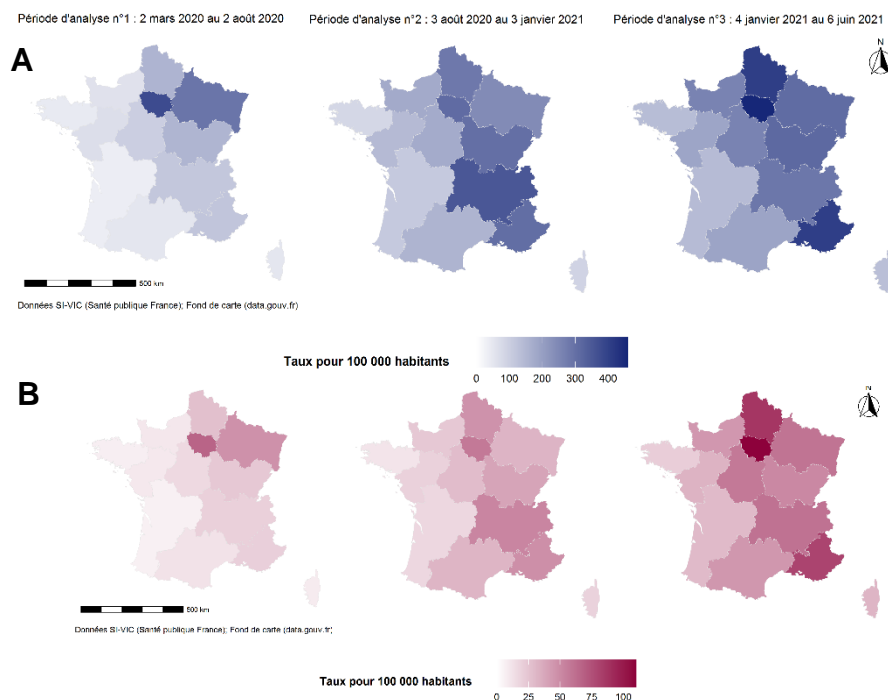 Période d'analyse n°1 : 2 mars 2020 au 2 août 2020
Période d'analyse n°2 : 3 août 2020 au 3 janvier 2021
Période d'analyse n°3 : 4 janvier 2021 au 6 juin 2021
A
N
500 km
Données SI-VIC (Santé publique France); Fond de carte (data.gouv.fr)
Taux pour 100 000 habitants
0 100 200 300 400
B
N
500 km
Données SI-VIC (Santé publique France); Fond de carte (data.gouv.fr)
Taux pour 100 000 habitants
0 25 50 75 100